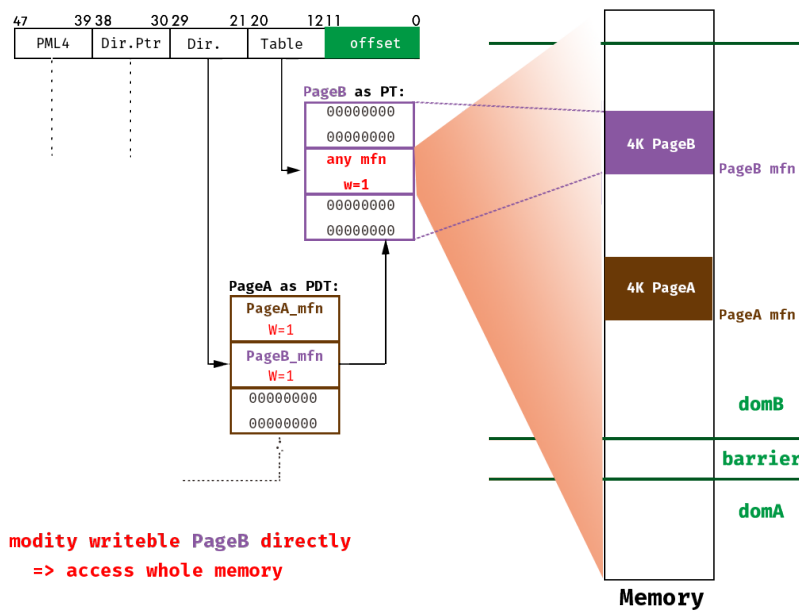 47 39 38 30 29 21 20 12 11 0
PML4 Dir.Ptr Dir. Table offset
PageB as PT:
00000000
00000000
any mfn
w=1
00000000
00000000
4K PageB
PageB mfn
4K PageA
PageA mfn
PageA as PDT:
PageA_mfn
W=1
PageB_mfn
W=1
00000000
00000000
domB
barrier
domA
modity writeble PageB directly
=> access whole memory
Memory